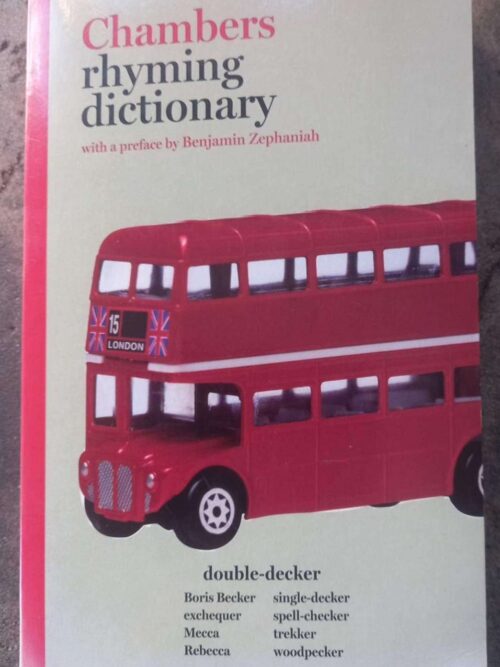 Chambers
rhyming
dictionary
with a preface by Benjamin Zephaniah
15
LONDON
double-decker
Boris Becker single-decker
exchequer spell-checker
Mecca trekker
Rebecca woodpecker